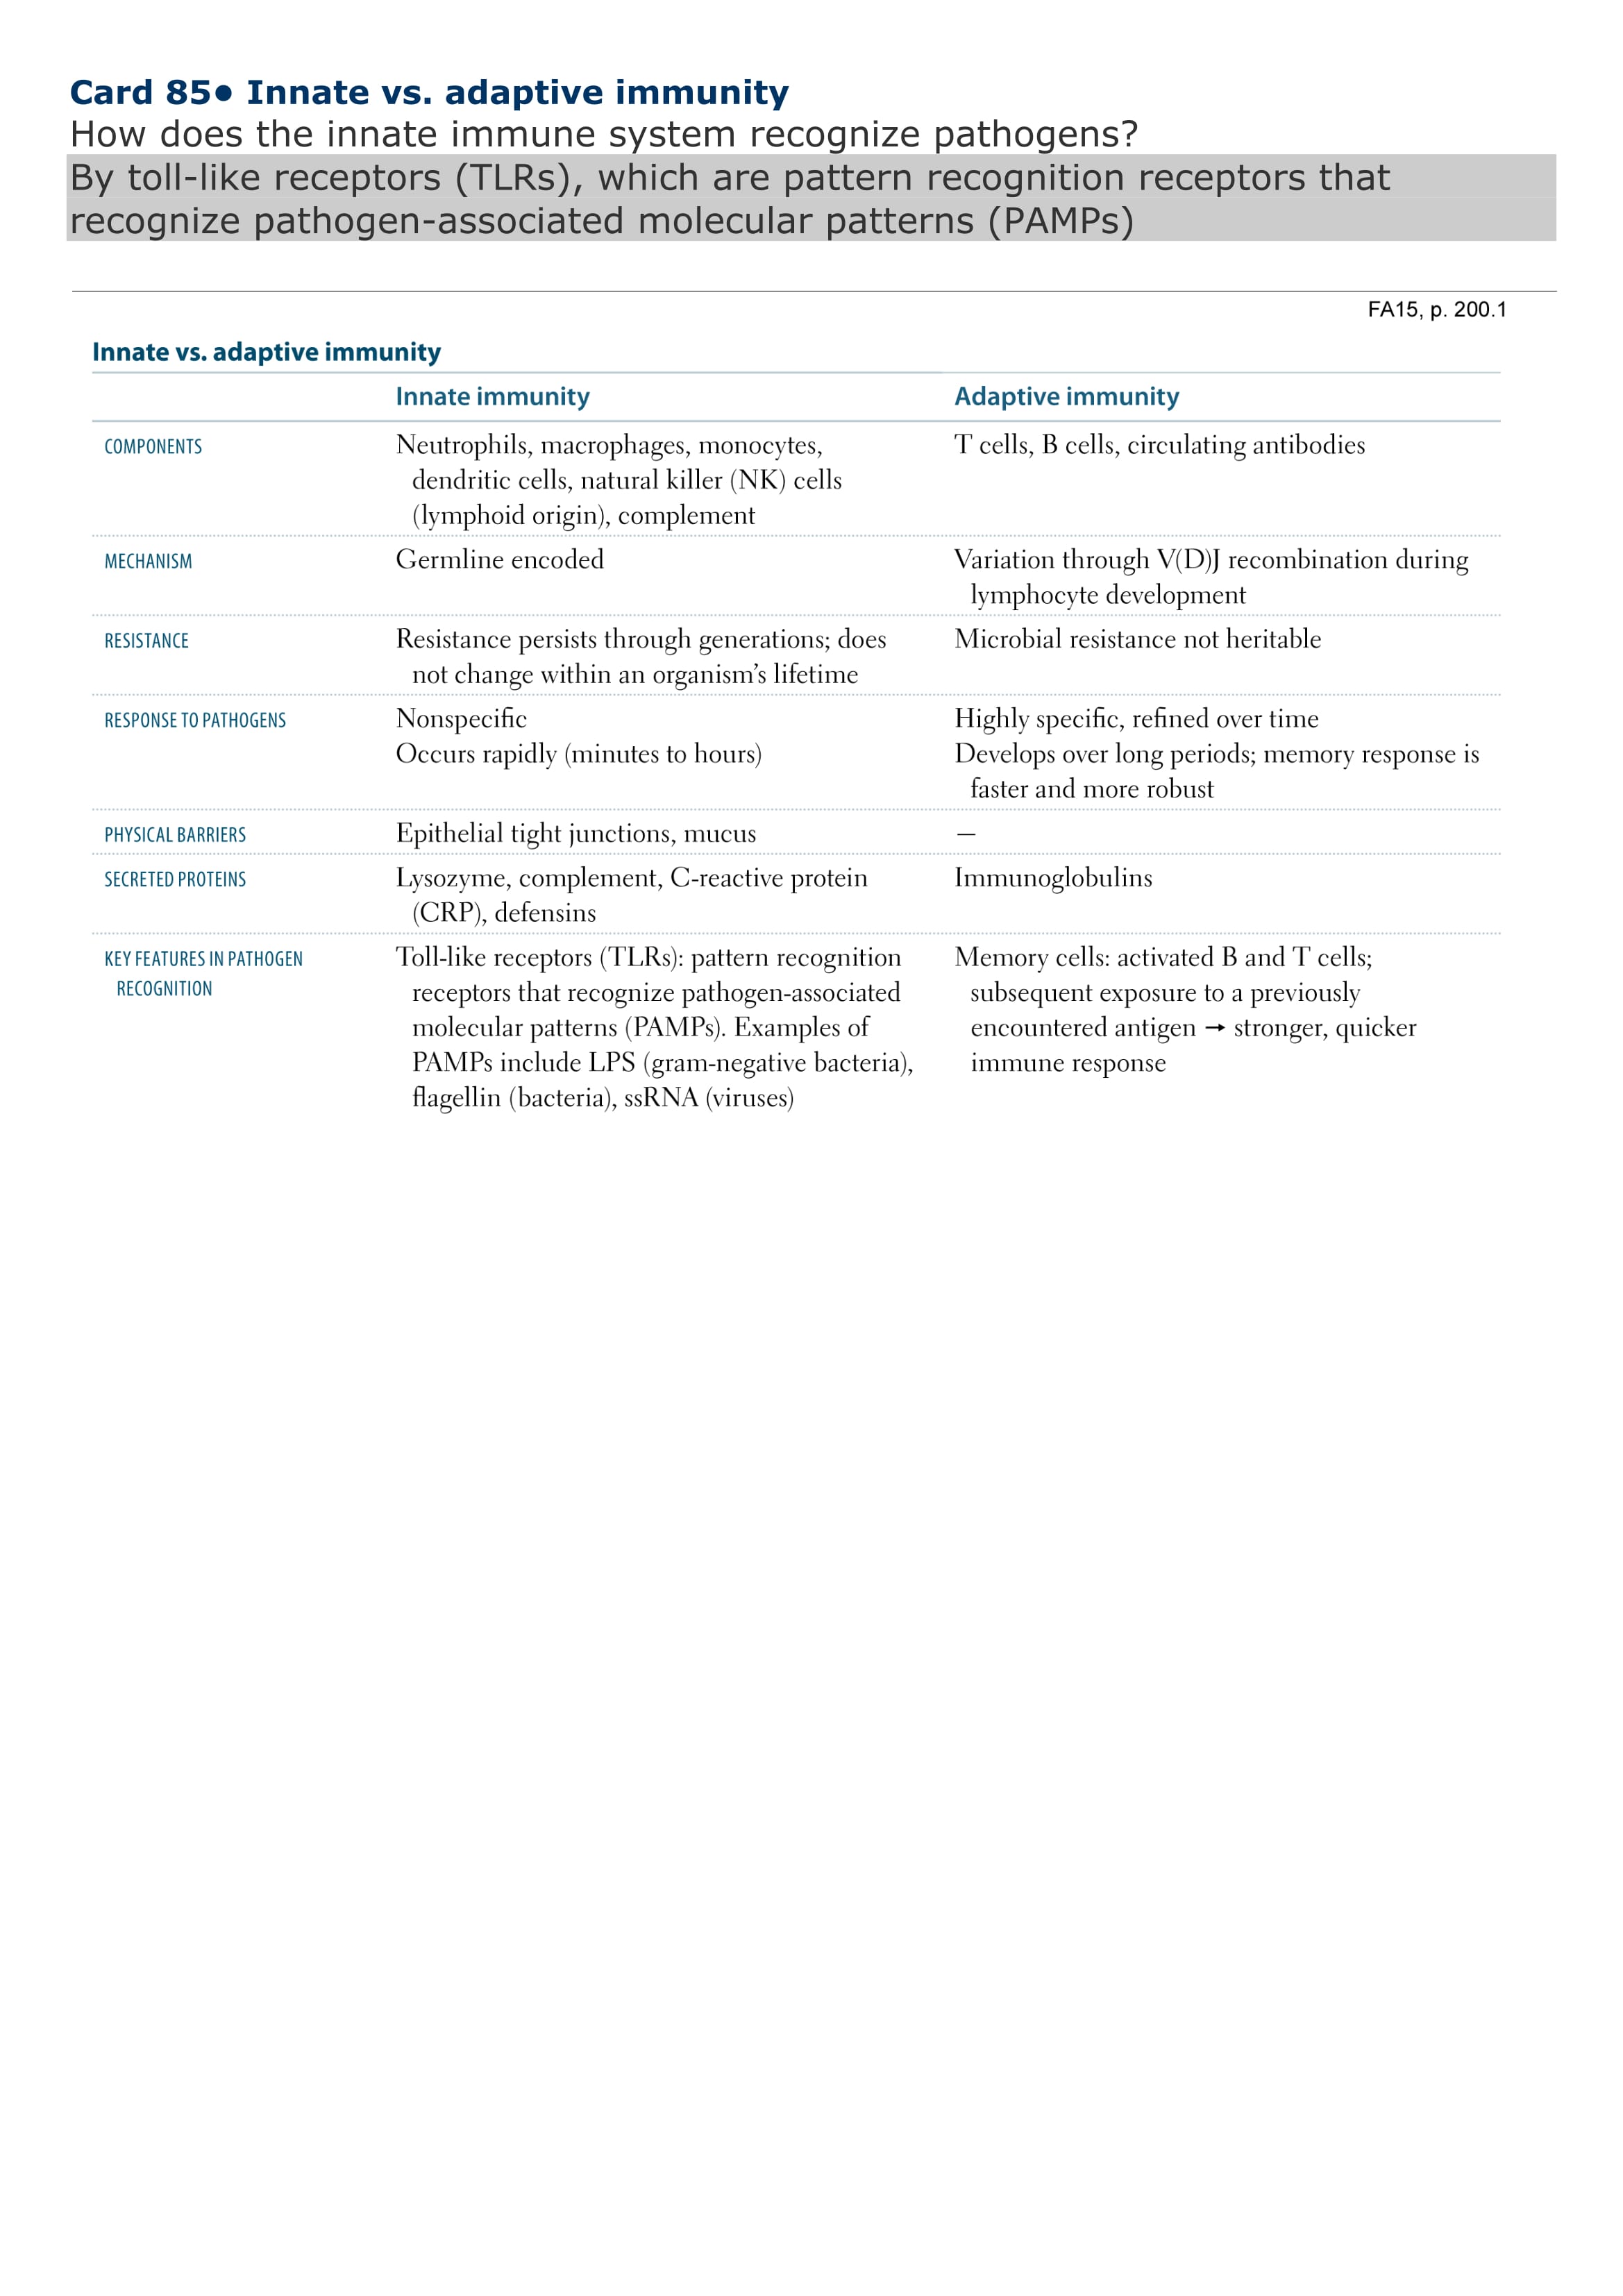 Card 85● Innate vs. adaptive immunity
How does the innate immune system recognize pathogens?
By toll-like receptors (TLRs), which are pattern recognition receptors that
recognize pathogen-associated molecular patterns (PAMPs)
FA15, p. 200.1
Innate vs. adaptive immunity
Innate immunity Adaptive immunity
COMPONENTS Neutrophils, macrophages, monocytes, T cells, B cells, circulating antibodies
dendritic cells, natural killer (NK) cells
(lymphoid origin), complement
MECHANISM Germline encoded Variation through V(D)J recombination during
lymphocyte development
RESISTANCE Resistance persists through generations; does Microbial resistance not heritable
not change within an organism’s lifetime
RESPONSE TO PATHOGENS Nonspecific Highly specific, refined over time
Occurs rapidly (minutes to hours) Develops over long periods; memory response is
faster and more robust
PHYSICAL BARRIERS Epithelial tight junctions, mucus —
SECRETED PROTEINS Lysozyme, complement, C-reactive protein Immunoglobulins
(CRP), defensins
KEY FEATURES IN PATHOGEN Toll-like receptors (TLRs): pattern recognition Memory cells: activated B and T cells;
RECOGNITION receptors that recognize pathogen-associated subsequent exposure to a previously
molecular patterns (PAMPs). Examples of encountered antigen → stronger, quicker
PAMPs include LPS (gram-negative bacteria), immune response
flagellin (bacteria), ssRNA (viruses)